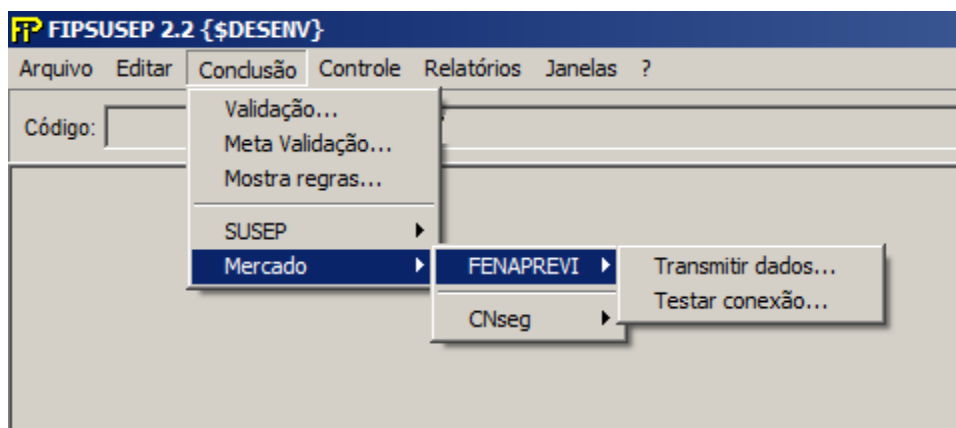 FIP FIPSUSEP 2.2 {$DESENV}
Arquivo Editar Conclusão Controle Relatórios Janelas ?
Código:
Validação...
Meta Validação...
Mostra regras...
SUSEP
Mercado
FENAPREVI
CNseg
Transmitir dados...
Testar conexão...